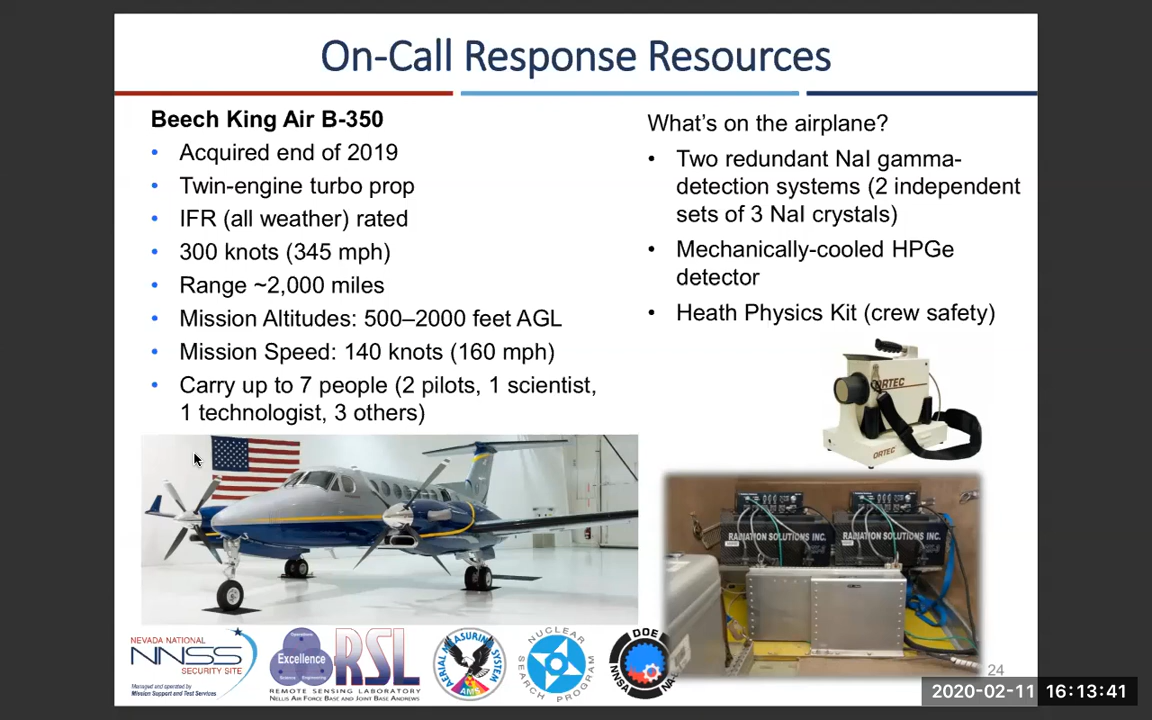 On-Call Response Resources
Beech King Air B-350
• Acquired end of 2019
• Twin-engine turbo prop
• IFR (all weather) rated
• 300 knots (345 mph)
• Range ~2,000 miles
• Mission Altitudes: 500–2000 feet AGL
• Mission Speed: 140 knots (160 mph)
• Carry up to 7 people (2 pilots, 1 scientist,
1 technologist, 3 others)
What's on the airplane?
• Two redundant NaI gamma-
detection systems (2 independent
sets of 3 NaI crystals)
• Mechanically-cooled HPGe
detector
• Heath Physics Kit (crew safety)
ORTEC
ORTEC
RADIATION SOLUTIONS INC.
RADIATION SOLUTIONS INC.
NEVADA NATIONAL
NNSS
SECURITY SITE
Managed and operated by
Mission Support and Test Services
Operations
Excellence
Science
Engineering
RSL
REMOTE SENSING LABORATORY
NELLIS AIR FORCE BASE AND JOINT BASE ANDREWS
AERIAL MEASURING SYSTEM
AMS
NUCLEAR
SEARCH PROGRAM
DOE
NNSA
24
2020-02-11 16:13:41